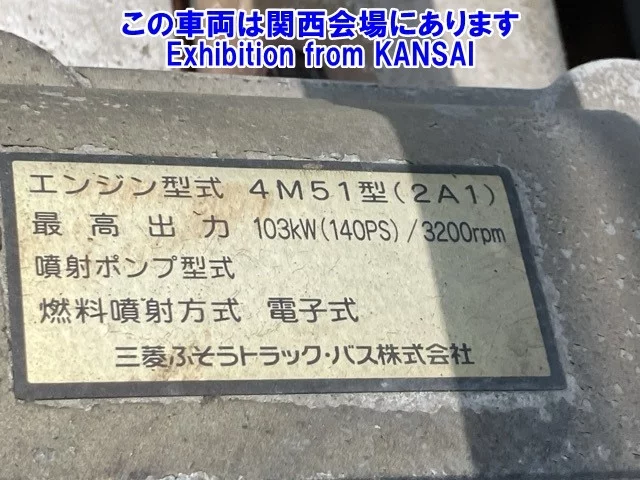 この車両は関西会場にあります
Exhibition from KANSAI
エンジン型式 4M51型(2A1)
最高出力 103kW(140PS)/3200rpm
噴射ポンプ型式
燃料噴射方式 電子式
三菱ふそうトラック・バス株式会社